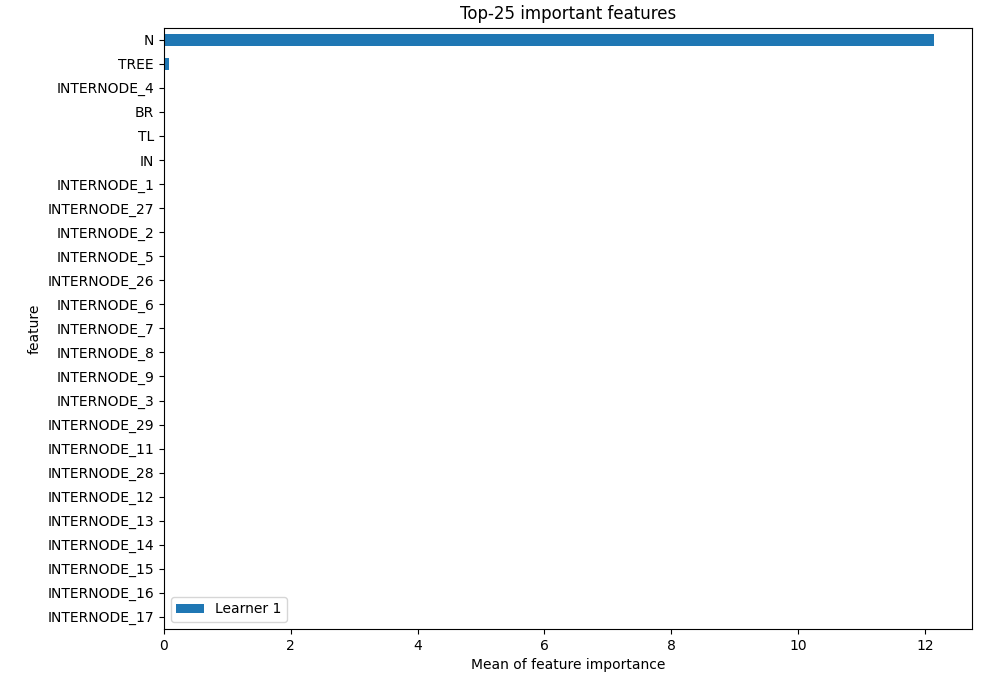 Top-25 important features
N
TREE
INTERNODE_4
BR
TL
IN
INTERNODE_1
INTERNODE_27
INTERNODE_2
INTERNODE_5
INTERNODE_26
INTERNODE_6
INTERNODE_7
INTERNODE_8
INTERNODE_9
INTERNODE_3
INTERNODE_29
INTERNODE_11
INTERNODE_28
INTERNODE_12
INTERNODE_13
INTERNODE_14
INTERNODE_15
INTERNODE_16
INTERNODE_17
feature
Learner 1
0 2 4 6 8 10 12
Mean of feature importance